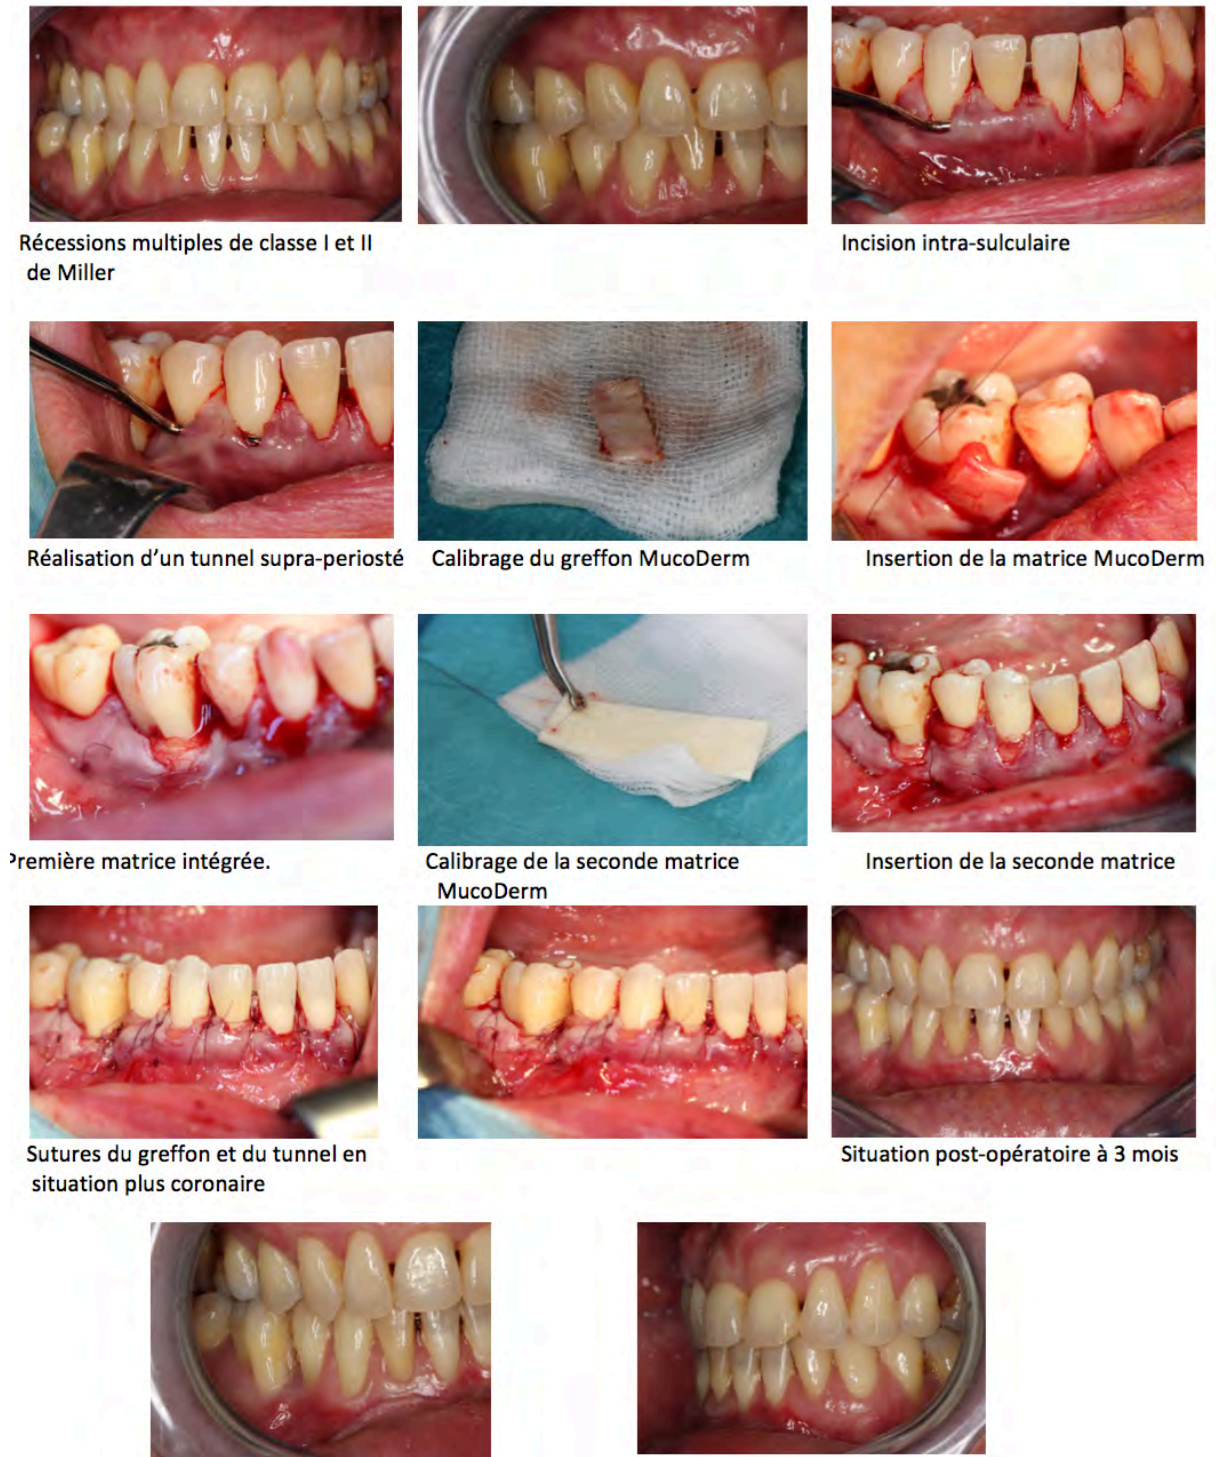 Récessions multiples de classe I et II
de Miller
Incision intra-sulculaire
Réalisation d'un tunnel supra-periosté
Calibrage du greffon MucoDerm
Insertion de la matrice MucoDerm
Première matrice intégrée.
Calibrage de la seconde matrice
MucoDerm
Insertion de la seconde matrice
Sutures du greffon et du tunnel en
situation plus coronaire
Situation post-opératoire à 3 mois